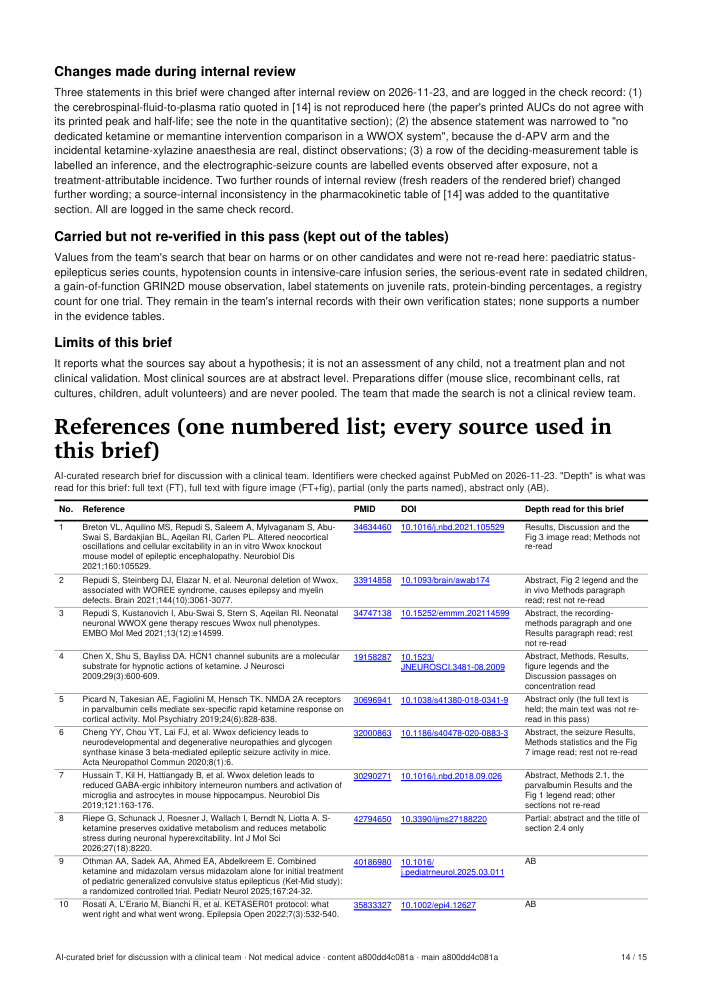 Changes made during internal review
Three statements in this brief were changed after internal review on 2026-11-23, and are logged in the check record: (1)
the cerebrospinal-fluid-to-plasma ratio quoted in [14] is not reproduced here (the paper's printed AUCs do not agree with
its printed peak and half-life; see the note in the quantitative section); (2) the absence statement was narrowed to "no
dedicated ketamine or memantine intervention comparison in a WWOX system", because the d-APV arm and the
incidental ketamine-xylazine anaesthesia are real, distinct observations; (3) a row of the deciding-measurement table is
labelled an inference, and the electrographic-seizure counts are labelled events observed after exposure, not a
treatment-attributable incidence. Two further rounds of internal review (fresh readers of the rendered brief) changed
further wording; a source-internal inconsistency in the pharmacokinetic table of [14] was added to the quantitative
section. All are logged in the same check record.
Carried but not re-verified in this pass (kept out of the tables)
Values from the team's search that bear on harms or on other candidates and were not re-read here: paediatric status-
epilepticus series counts, hypotension counts in intensive-care infusion series, the serious-event rate in sedated children,
a gain-of-function GRIN2D mouse observation, label statements on juvenile rats, protein-binding percentages, a registry
count for one trial. They remain in the team's internal records with their own verification states; none supports a number
in the evidence tables.
Limits of this brief
It reports what the sources say about a hypothesis; it is not an assessment of any child, not a treatment plan and not
clinical validation. Most clinical sources are at abstract level. Preparations differ (mouse slice, recombinant cells, rat
cultures, children, adult volunteers) and are never pooled. The team that made the search is not a clinical review team.
References (one numbered list; every source used in
this brief)
AI-curated research brief for discussion with a clinical team. Identifiers were checked against PubMed on 2026-11-23. "Depth" is what was
read for this brief: full text (FT), full text with figure image (FT+fig), partial (only the parts named), abstract only (AB).
No. Reference PMID DOI Depth read for this brief
1 Breton VL, Aquilino MS, Repudi S, Saleem A, Mylvaganam S, Abu- 34634460 10.1016/j.nbd.2021.105529 Results, Discussion and the
Swai S, Bardakjian BL, Aqeilan RI, Carlen PL. Altered neocortical Fig 3 image read; Methods not
oscillations and cellular excitability in an in vitro Wwox knockout re-read
mouse model of epileptic encephalopathy. Neurobiol Dis
2021;160:105529.
2 Repudi S, Steinberg DJ, Elazar N, et al. Neuronal deletion of Wwox, 33914858 10.1093/brain/awab174 Abstract, Fig 2 legend and the
associated with WOREE syndrome, causes epilepsy and myelin in vivo Methods paragraph
defects. Brain 2021;144(10):3061-3077. read; rest not re-read
3 Repudi S, Kustanovich I, Abu-Swai S, Stern S, Aqeilan RI. Neonatal 34747138 10.15252/emmm.202114599 Abstract, the recording-
neuronal WWOX gene therapy rescues Wwox null phenotypes. methods paragraph and one
EMBO Mol Med 2021;13(12):e14599. Results paragraph read; rest
not re-read
4 Chen X, Shu S, Bayliss DA. HCN1 channel subunits are a molecular 19158287 10.1523/ Abstract, Methods, Results,
substrate for hypnotic actions of ketamine. J Neurosci JNEUROSCI.3481-08.2009 figure legends and the
2009;29(3):600-609. Discussion passages on
concentration read
5 Picard N, Takesian AE, Fagiolini M, Hensch TK. NMDA 2A receptors 30696941 10.1038/s41380-018-0341-9 Abstract only (the full text is
in parvalbumin cells mediate sex-specific rapid ketamine response on held; the main text was not re-
cortical activity. Mol Psychiatry 2019;24(6):828-838. read in this pass)
6 Cheng YY, Chou YT, Lai FJ, et al. Wwox deficiency leads to 32000863 10.1186/s40478-020-0883-3 Abstract, the seizure Results,
neurodevelopmental and degenerative neuropathies and glycogen Methods statistics and the Fig
synthase kinase 3 beta-mediated epileptic seizure activity in mice. 7 image read; rest not re-read
Acta Neuropathol Commun 2020;8(1):6.
7 Hussain T, Kil H, Hattiangady B, et al. Wwox deletion leads to 30290271 10.1016/j.nbd.2018.09.026 Abstract, Methods 2.1, the
reduced GABA-ergic inhibitory interneuron numbers and activation of parvalbumin Results and the
microglia and astrocytes in mouse hippocampus. Neurobiol Dis Fig 1 legend read; other
2019;121:163-176. sections not re-read
8 Riepe G, Schunack J, Roesner J, Wallach I, Berndt N, Liotta A. S- 42794650 10.3390/ijms27188220 Partial: abstract and the title of
ketamine preserves oxidative metabolism and reduces metabolic section 2.4 only
stress during neuronal hyperexcitability. Int J Mol Sci
2026;27(18):8220.
9 Othman AA, Sadek AA, Ahmed EA, Abdelkreem E. Combined 40186980 10.1016/ AB
ketamine and midazolam versus midazolam alone for initial treatment j.pediatrneurol.2025.03.011
of pediatric generalized convulsive status epilepticus (Ket-Mid study):
a randomized controlled trial. Pediatr Neurol 2025;167:24-32.
10 Rosati A, L'Erario M, Bianchi R, et al. KETASER01 protocol: what 35833327 10.1002/epi4.12627 AB
went right and what went wrong. Epilepsia Open 2022;7(3):532-540.
AI-curated brief for discussion with a clinical team · Not medical advice · content a800dd4c081a · main a800dd4c081a 14 / 15